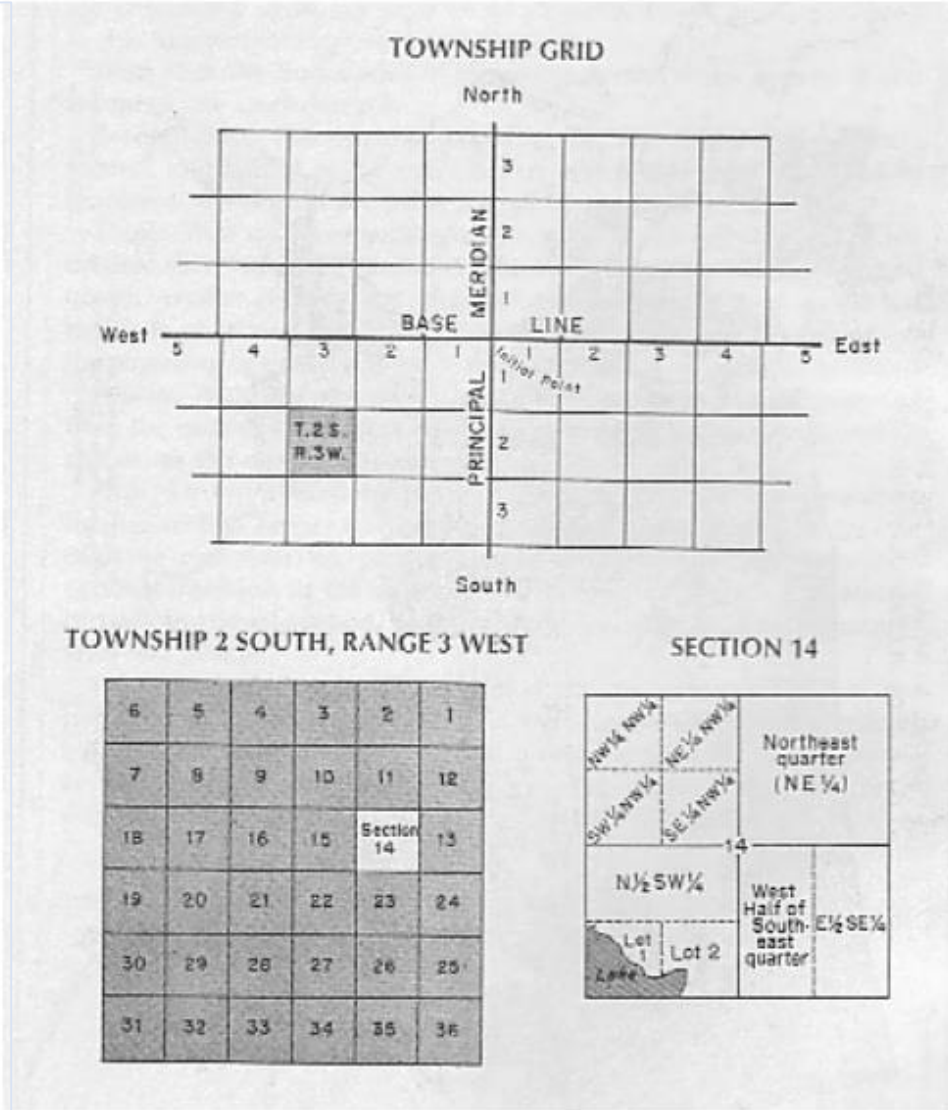 TOWNSHIP GRID
North
3
2
1
MERIDIAN
BASE LINE
West East
5 4 3 2 1 1 2 3 4 5
Initial Point
1
T. 2 S.
R. 3 W.
2
PRINCIPAL
3
South
TOWNSHIP 2 SOUTH, RANGE 3 WEST
6 5 4 3 2 1
7 8 9 10 11 12
18 17 16 15 Section 14 13
19 20 21 22 23 24
30 29 28 27 26 25
31 32 33 34 35 36
SECTION 14
NW¼ NW¼
NE¼ NW¼
Northeast
quarter
(NE ¼)
SW¼ NW¼
SE¼ NW¼
14
N½ SW¼
West
Half of
South-
east
quarter
E½ SE¼
Lot
1
Lot 2
Lake